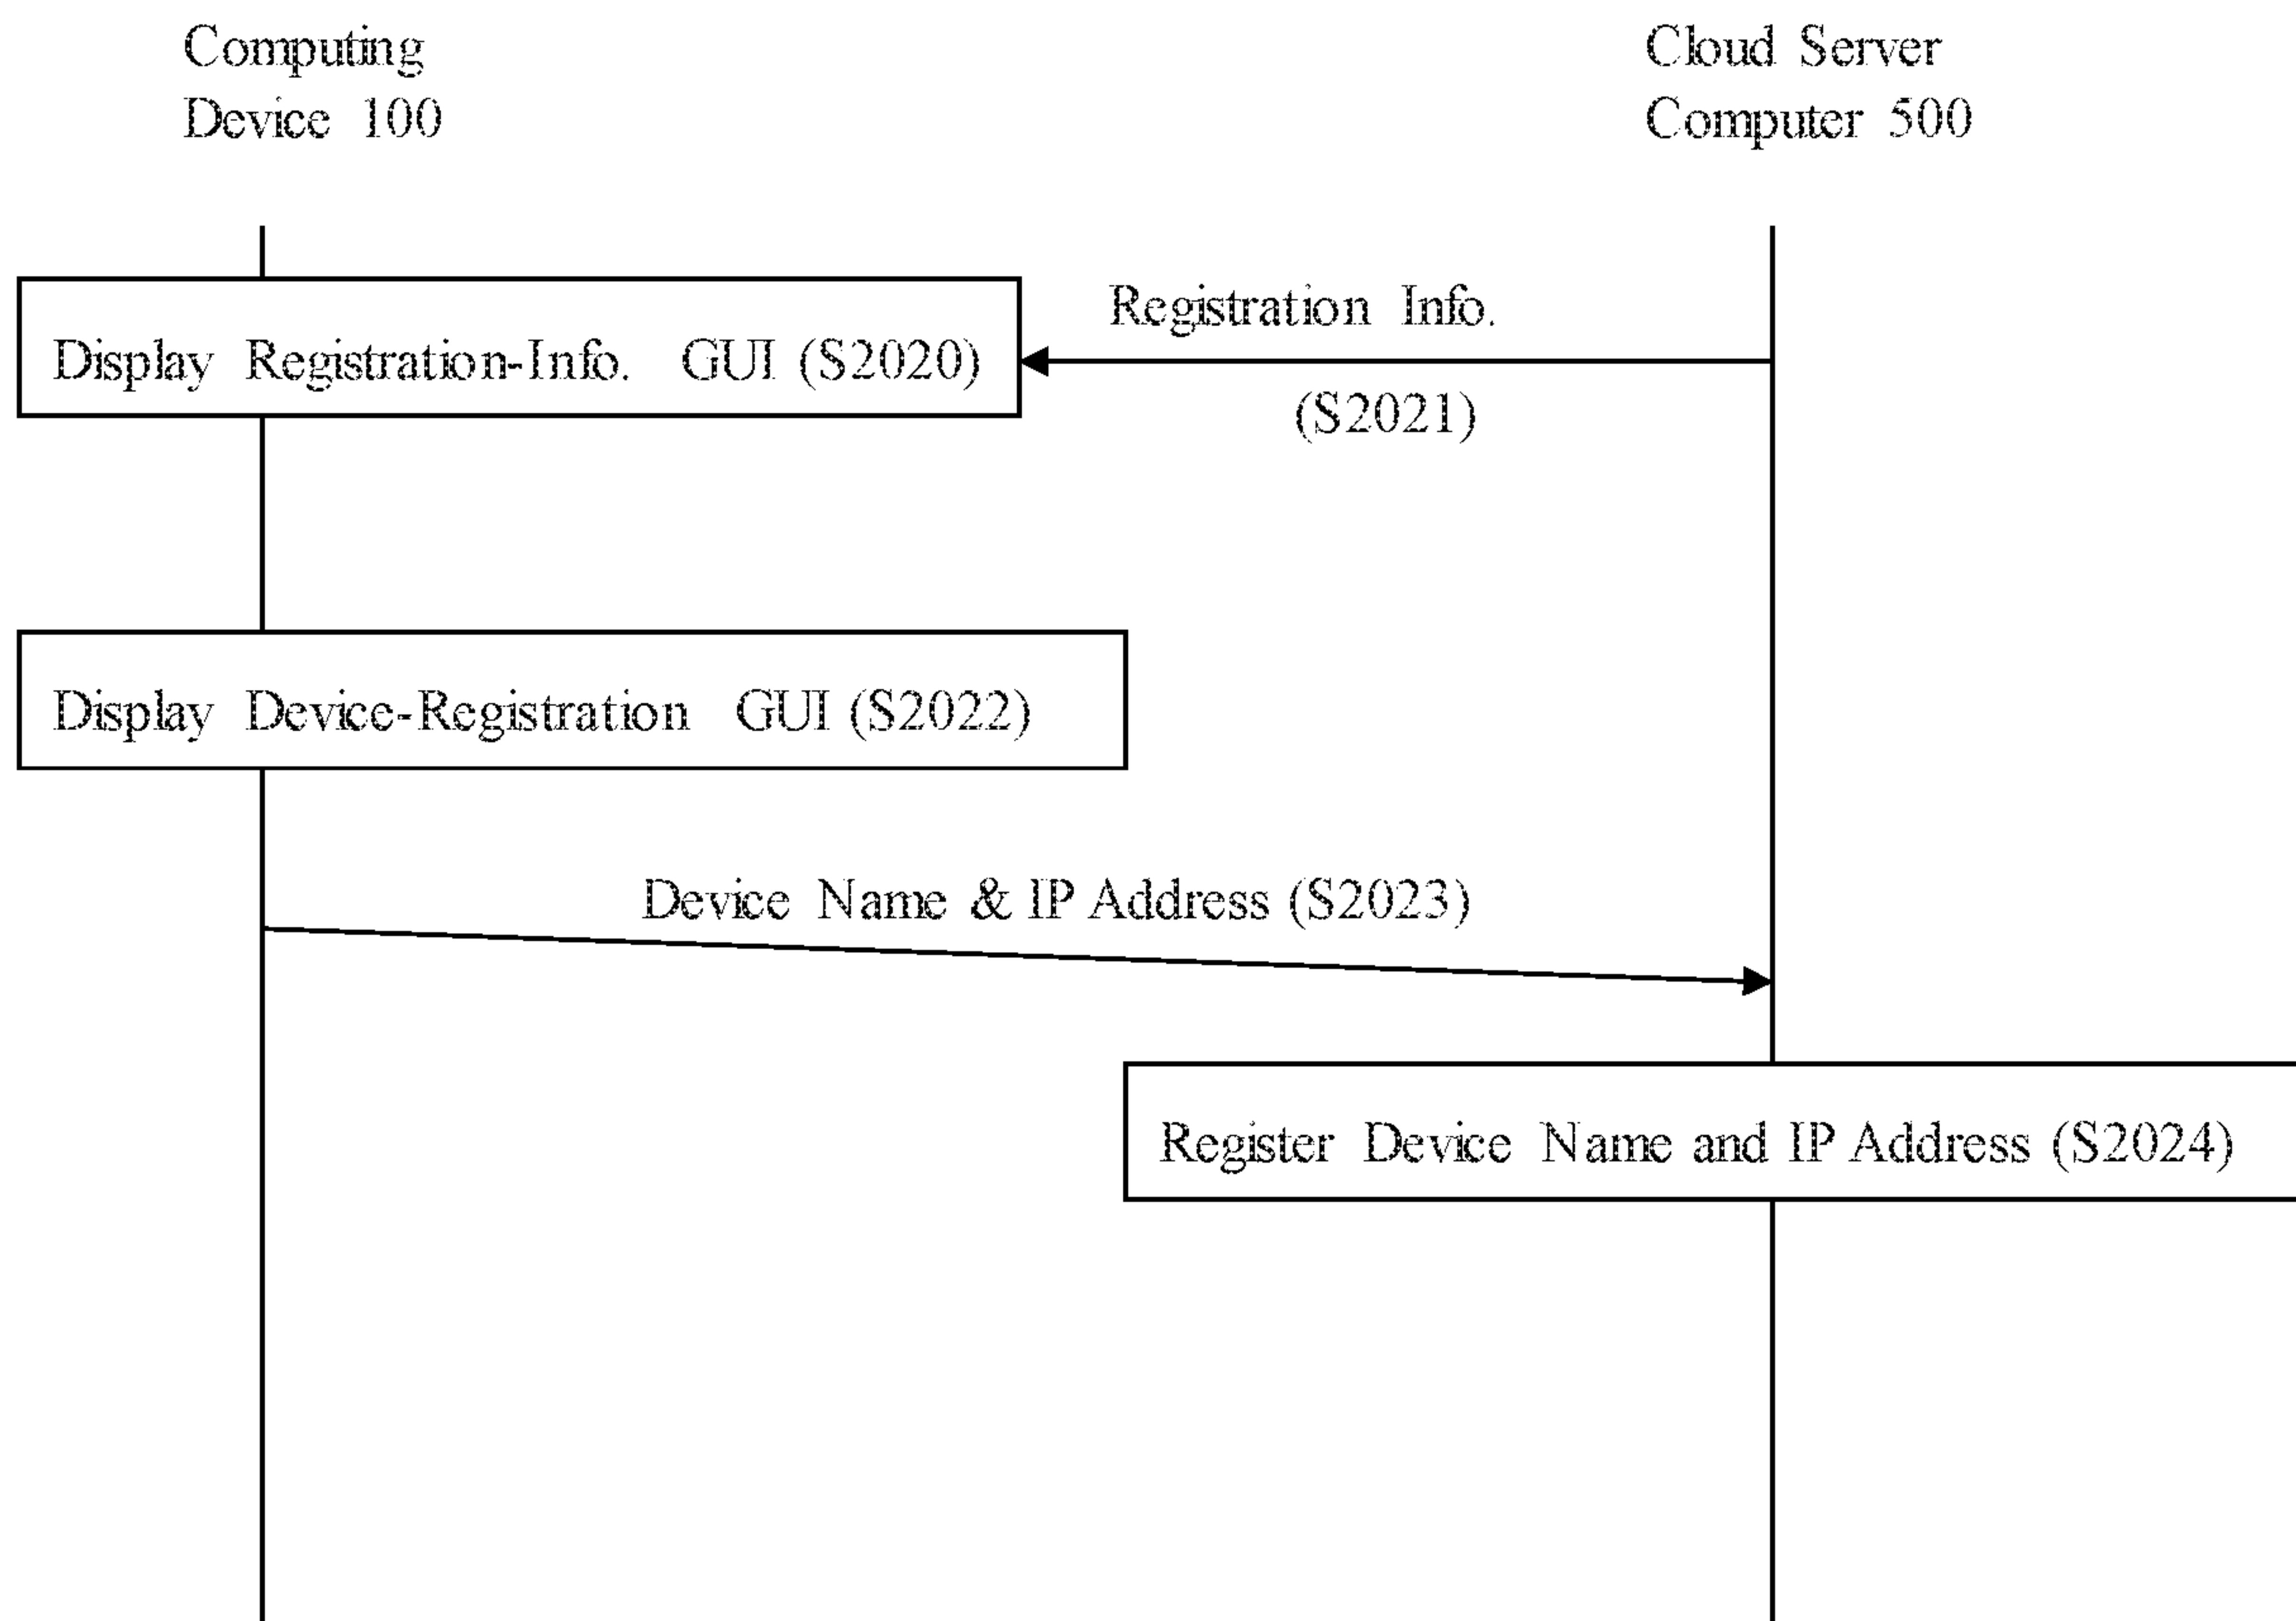 Computing
Device 100
Cloud Server
Computer 500
Registration Info.
Display Registration-Info. GUI (S2020)
(S2021)
Display Device-Registration GUI (S2022)
Device Name & IP Address (S2023)
Register Device Name and IP Address (S2024)